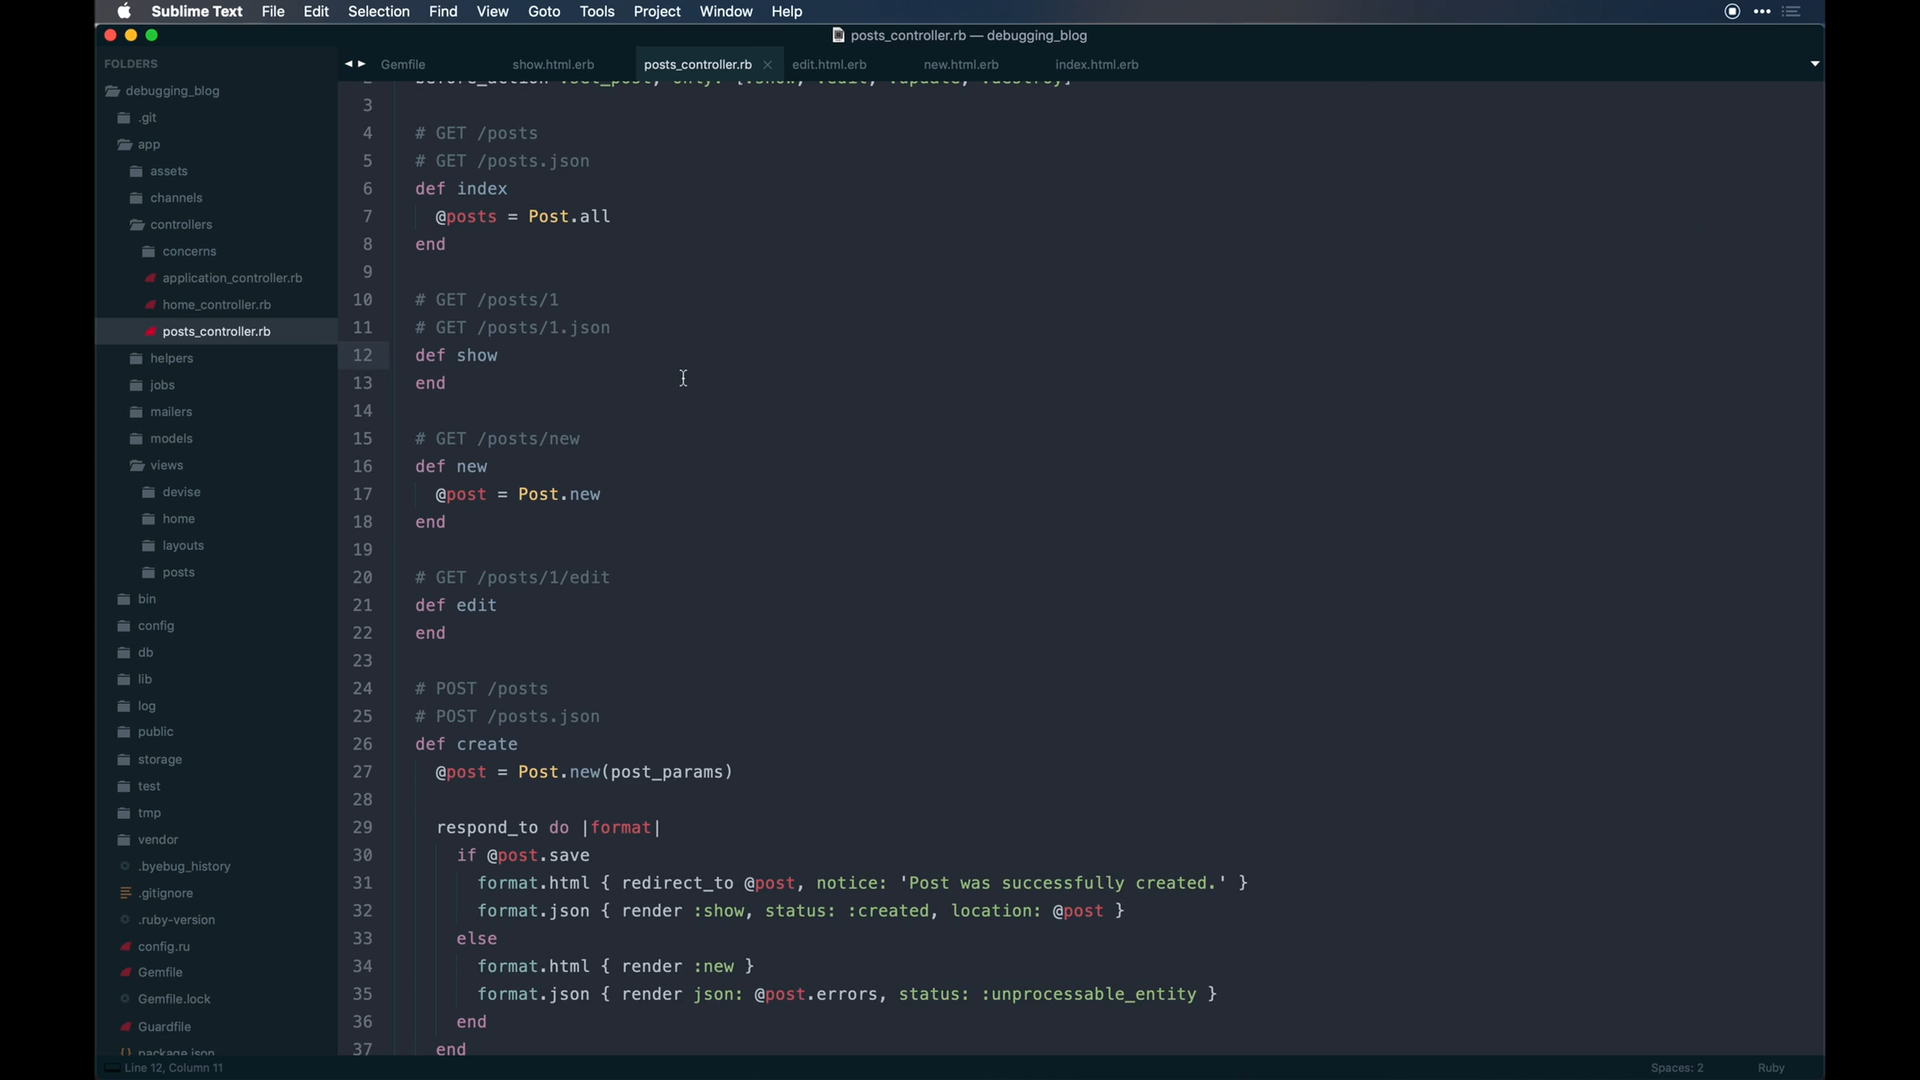 Sublime Text File Edit Selection Find View Goto Tools Project Window Help
posts_controller.rb — debugging_blog
FOLDERS
debugging_blog
.git
app
assets
channels
controllers
concerns
application_controller.rb
home_controller.rb
posts_controller.rb
helpers
jobs
mailers
models
views
devise
home
layouts
posts
bin
config
db
lib
log
public
storage
test
tmp
vendor
.byebug_history
.gitignore
.ruby-version
config.ru
Gemfile
Gemfile.lock
Guardfile
package.json
Gemfile show.html.erb posts_controller.rb edit.html.erb new.html.erb index.html.erb
2 before_action :set_post, only: [:show, :edit, :update, :destroy]
3
4 # GET /posts
5 # GET /posts.json
6 def index
7 @posts = Post.all
8 end
9
10 # GET /posts/1
11 # GET /posts/1.json
12 def show
13 end
14
15 # GET /posts/new
16 def new
17 @post = Post.new
18 end
19
20 # GET /posts/1/edit
21 def edit
22 end
23
24 # POST /posts
25 # POST /posts.json
26 def create
27 @post = Post.new(post_params)
28
29 respond_to do |format|
30 if @post.save
31 format.html { redirect_to @post, notice: 'Post was successfully created.' }
32 format.json { render :show, status: :created, location: @post }
33 else
34 format.html { render :new }
35 format.json { render json: @post.errors, status: :unprocessable_entity }
36 end
37 end
Line 12, Column 11 Spaces: 2 Ruby